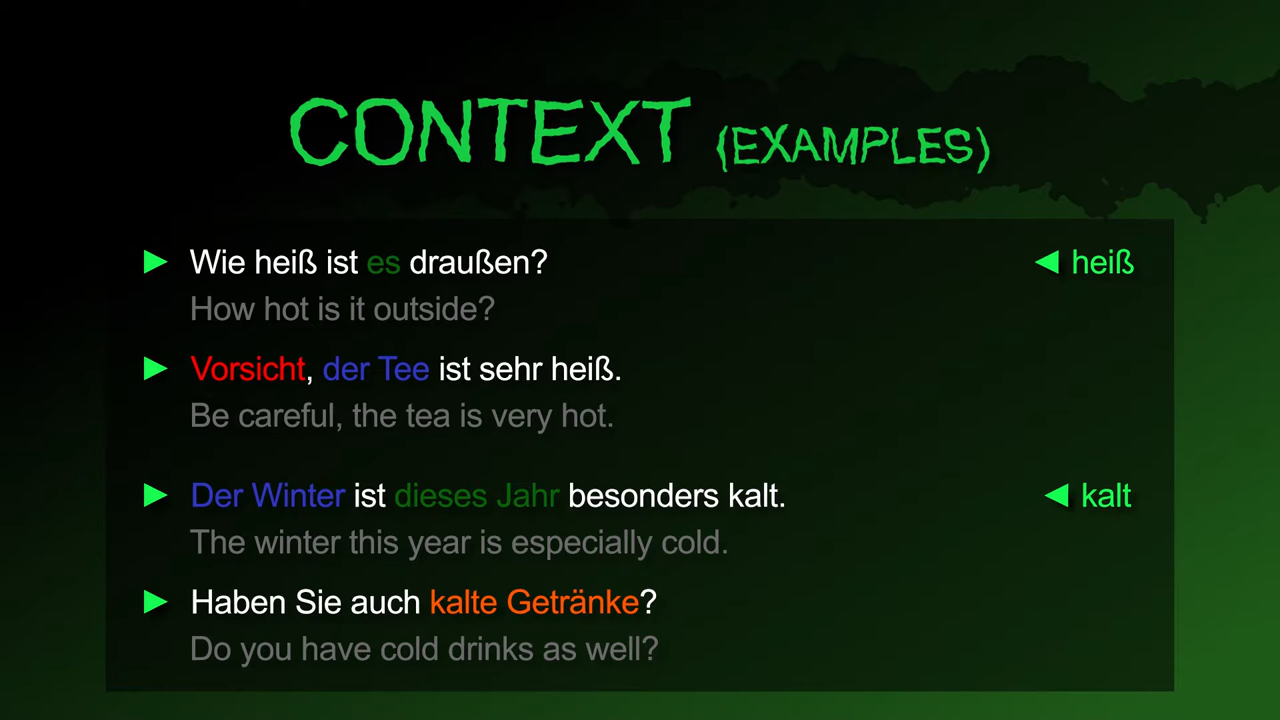 CONTEXT (EXAMPLES)
► Wie heiß ist es draußen? ◄ heiß
How hot is it outside?
► Vorsicht, der Tee ist sehr heiß.
Be careful, the tea is very hot.
► Der Winter ist dieses Jahr besonders kalt. ◄ kalt
The winter this year is especially cold.
► Haben Sie auch kalte Getränke?
Do you have cold drinks as well?